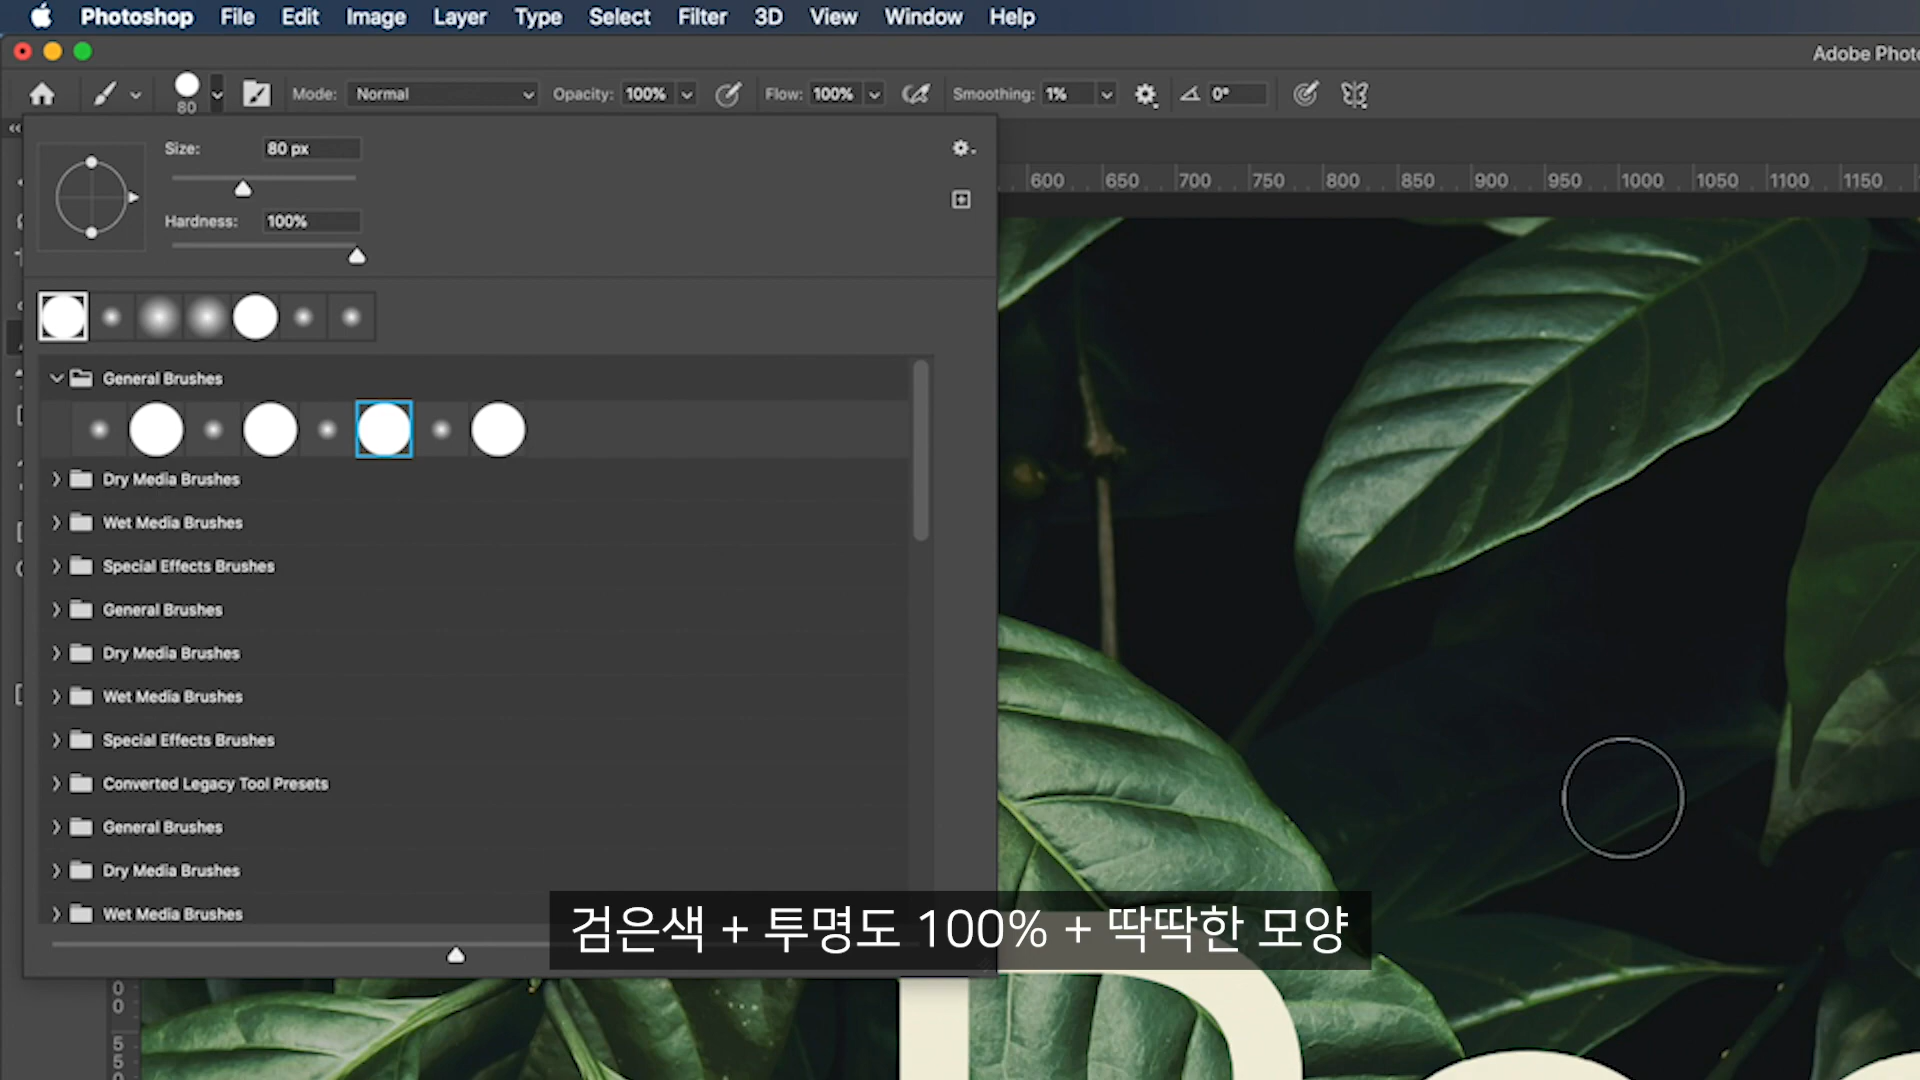 Photoshop File Edit Image Layer Type Select Filter 3D View Window Help
Adobe Photo
80 Mode: Normal Opacity: 100% Flow: 100% Smoothing: 1% 0°
Size: 80 px
Hardness: 100%
600 650 700 750 800 850 900 950 1000 1050 1100 1150
General Brushes
Dry Media Brushes
Wet Media Brushes
Special Effects Brushes
General Brushes
Dry Media Brushes
Wet Media Brushes
Special Effects Brushes
Converted Legacy Tool Presets
General Brushes
Dry Media Brushes
Wet Media Brushes
검은색 + 투명도 100% + 딱딱한 모양
0
0
5
5